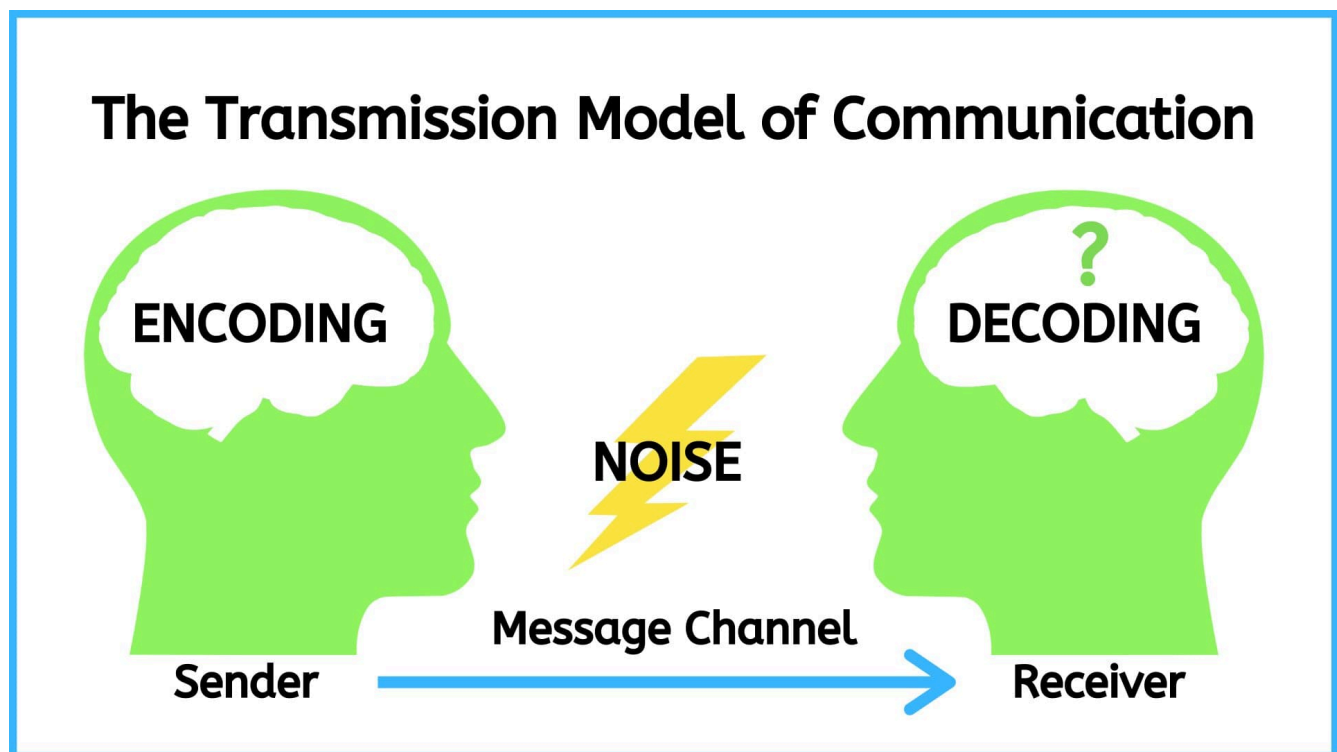 The Transmission Model of Communication
?
ENCODING
DECODING
NOISE
Message Channel
Sender
Receiver